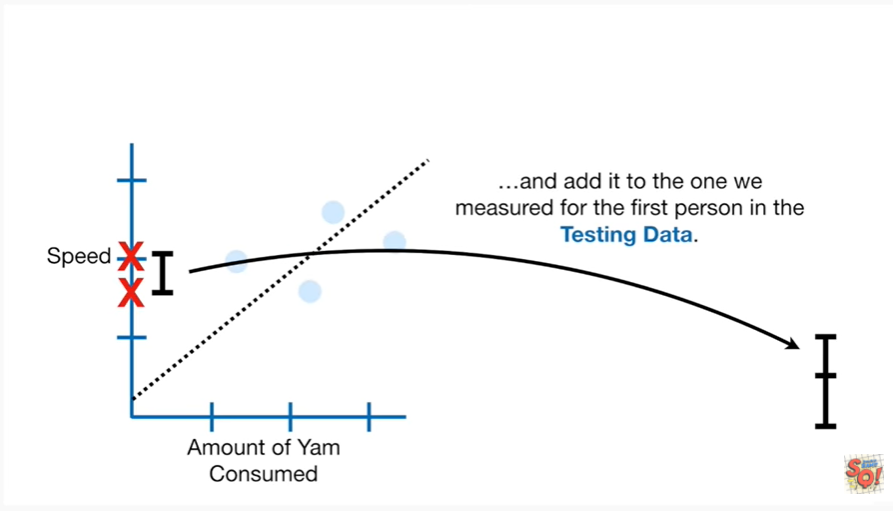 ...and add it to the one we
measured for the first person in the
Testing Data.
Speed
X
X
Amount of Yam
Consumed
SQ!